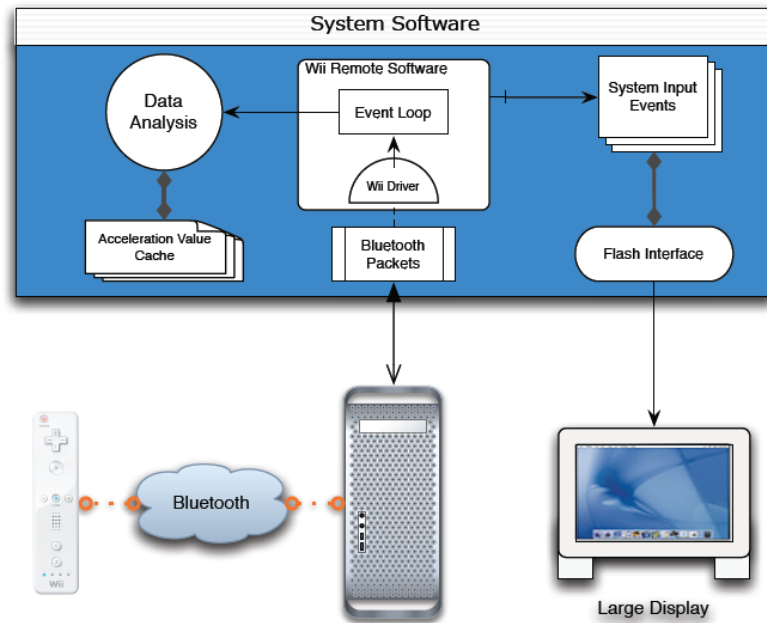 System Software
Wii Remote Software
Data
Analysis
Event Loop
System Input
Events
Wii Driver
Acceleration Value
Cache
Bluetooth
Packets
Flash Interface
Bluetooth
Wii
Large Display